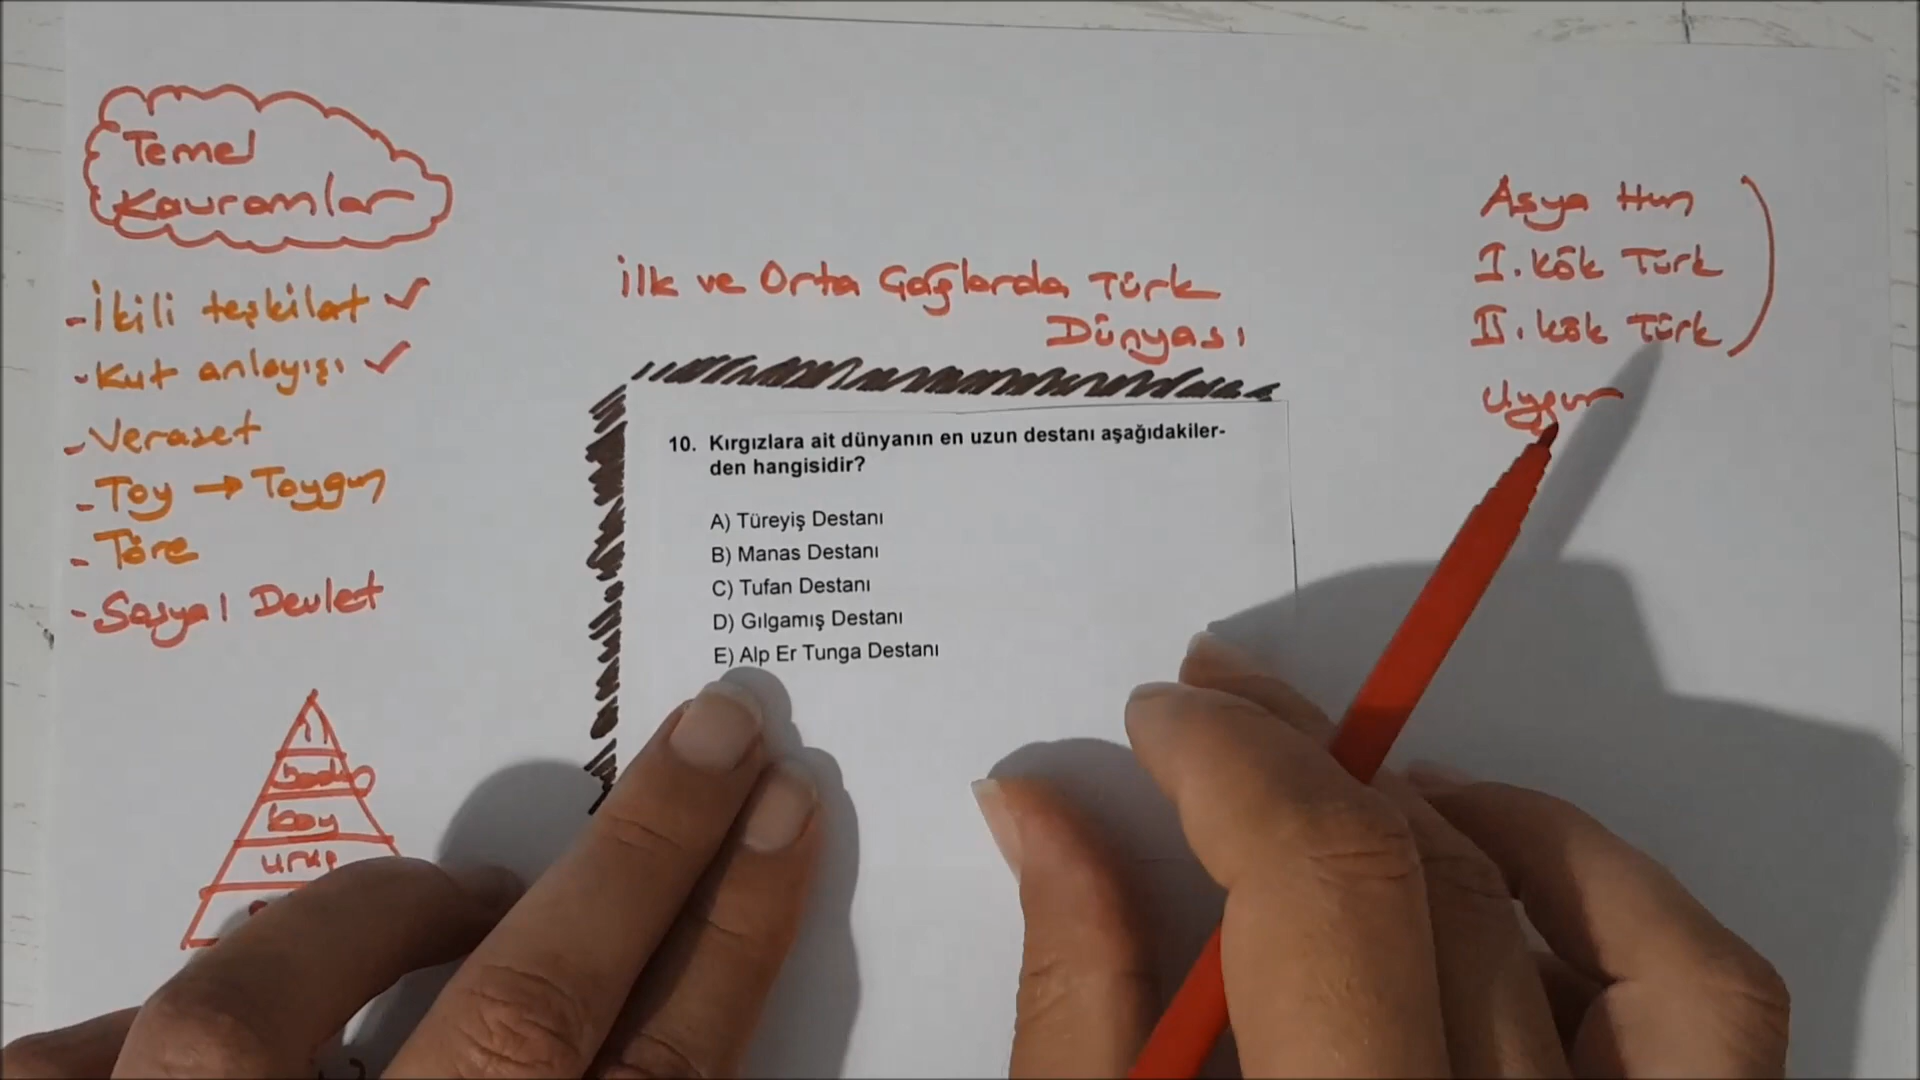 Temel
Kavramlar
- İkili teşkilat ✓
- Kut anlayışı ✓
- Veraset
- Toy → Toygun
- Töre
- Sosyal Devlet
boy
uruş
İlk ve Orta Çağlarda Türk
Dünyası
10. Kırgızlara ait dünyanın en uzun destanı aşağıdakiler-
den hangisidir?
A) Türeyiş Destanı
B) Manas Destanı
C) Tufan Destanı
D) Gılgamış Destanı
E) Alp Er Tunga Destanı
Asya Hun
I. Kök Türk
II. Kök Türk
Uygur